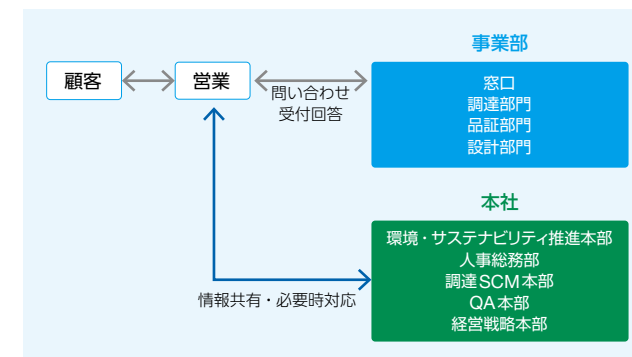 顧客
営業
問い合わせ
受付回答
事業部
窓口
調達部門
品証部門
設計部門
本社
環境・サステナビリティ推進本部
人事総務部
調達SCM本部
QA本部
経営戦略本部
情報共有・必要時対応